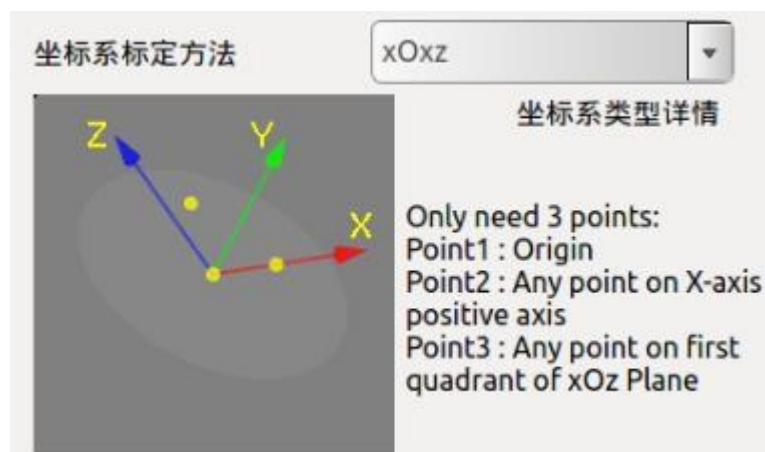 坐标系标定方法
xOxz
坐标系类型详情
Z
Y
X
Only need 3 points:
Point1 : Origin
Point2 : Any point on X-axis
positive axis
Point3 : Any point on first
quadrant of xOz Plane